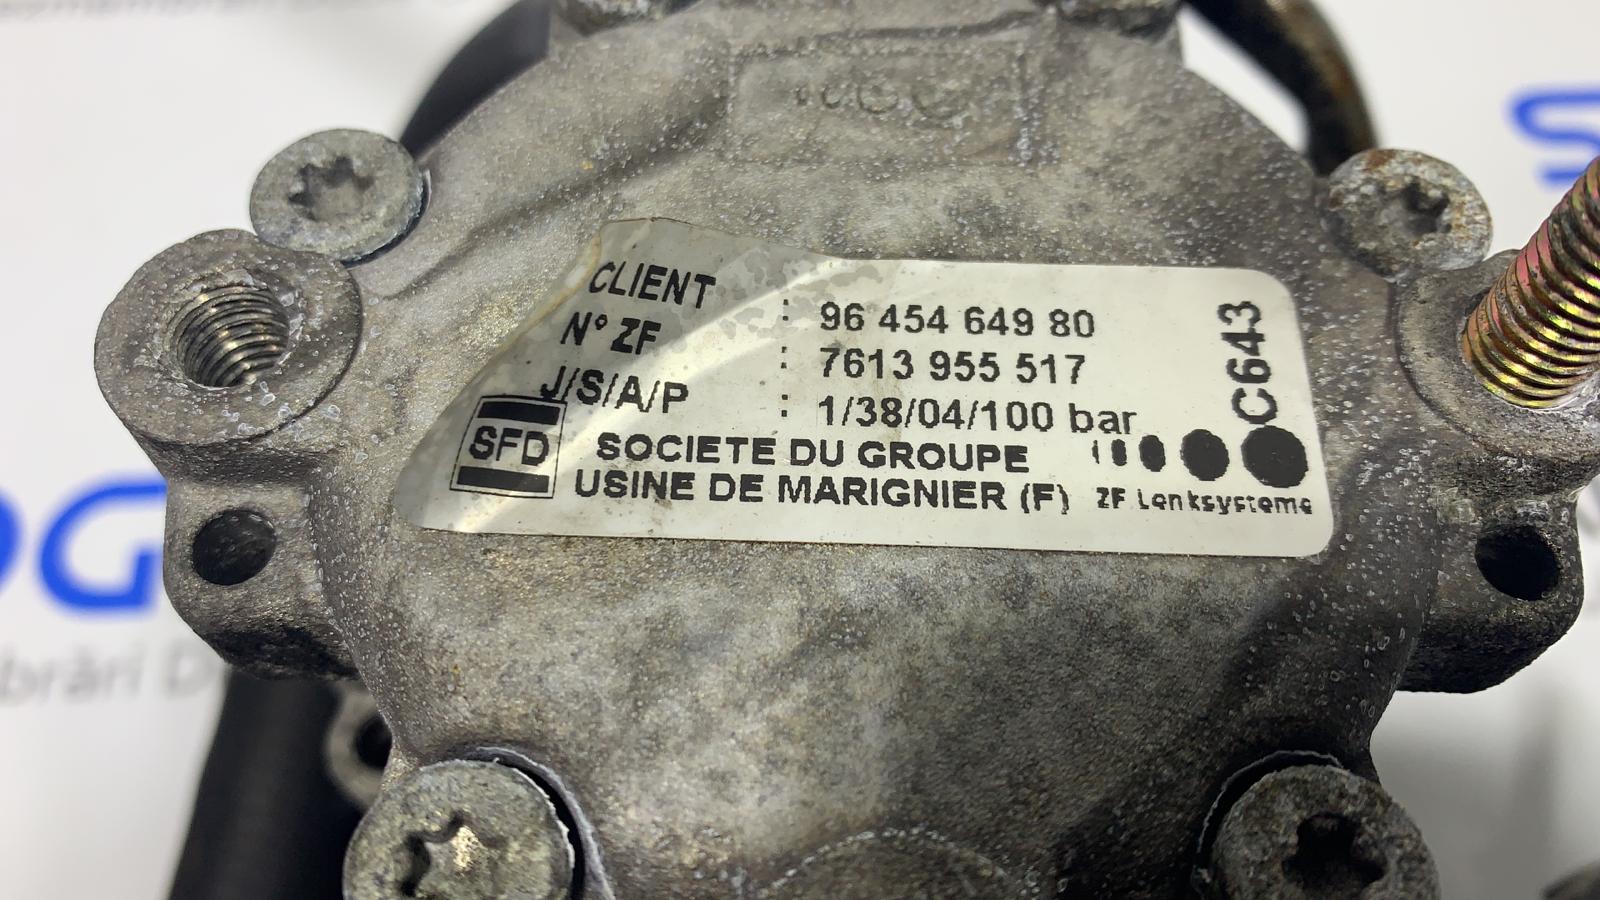 CLIENT : 96 454 649 80
N° ZF : 7613 955 517
J/S/A/P : 1/38/04/100 bar
C643
SFD
SOCIETE DU GROUPE
USINE DE MARIGNIER (F)
ZF Lenksysteme